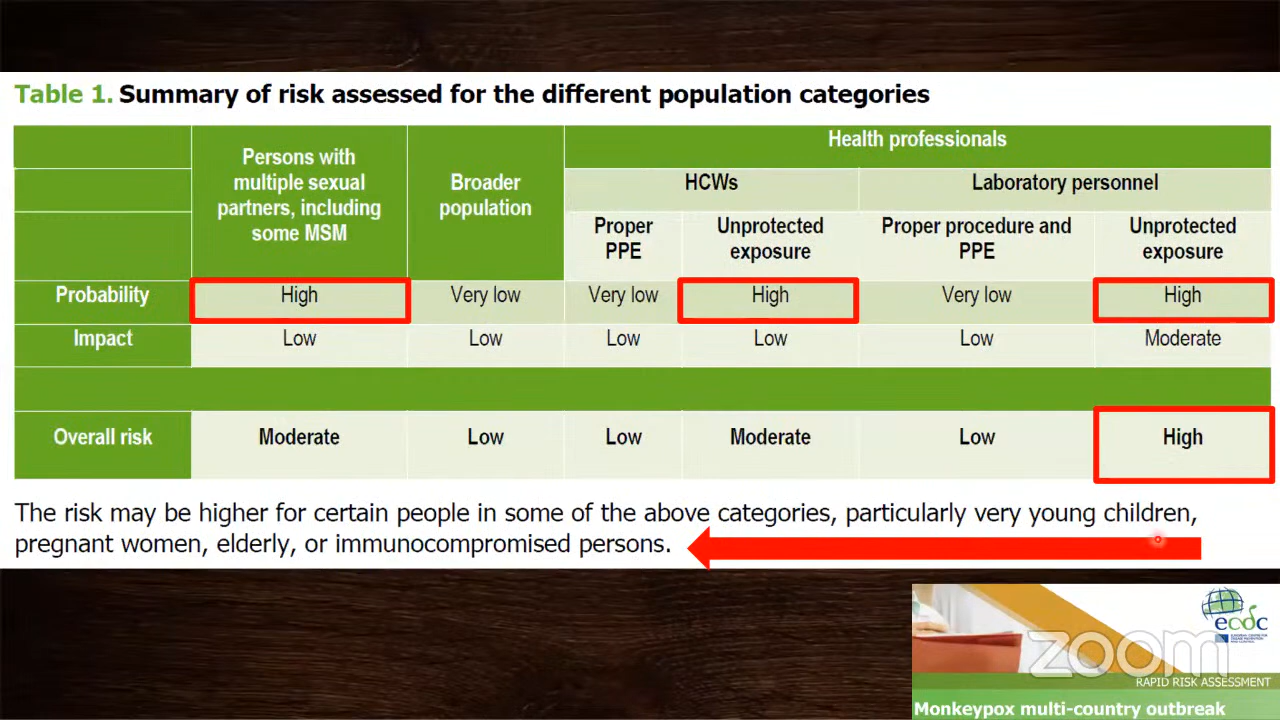 Table 1. Summary of risk assessed for the different population categories
Health professionals
Persons with
multiple sexual
partners, including
some MSM
Broader
population
HCWs
Laboratory personnel
Proper
PPE
Unprotected
exposure
Proper procedure and
PPE
Unprotected
exposure
Probability High Very low Very low High Very low High
Impact Low Low Low Low Low Moderate
Overall risk Moderate Low Low Moderate Low High
The risk may be higher for certain people in some of the above categories, particularly very young children,
pregnant women, elderly, or immunocompromised persons.
ecdc
zoom
RAPID RISK ASSESSMENT
Monkeypox multi-country outbreak